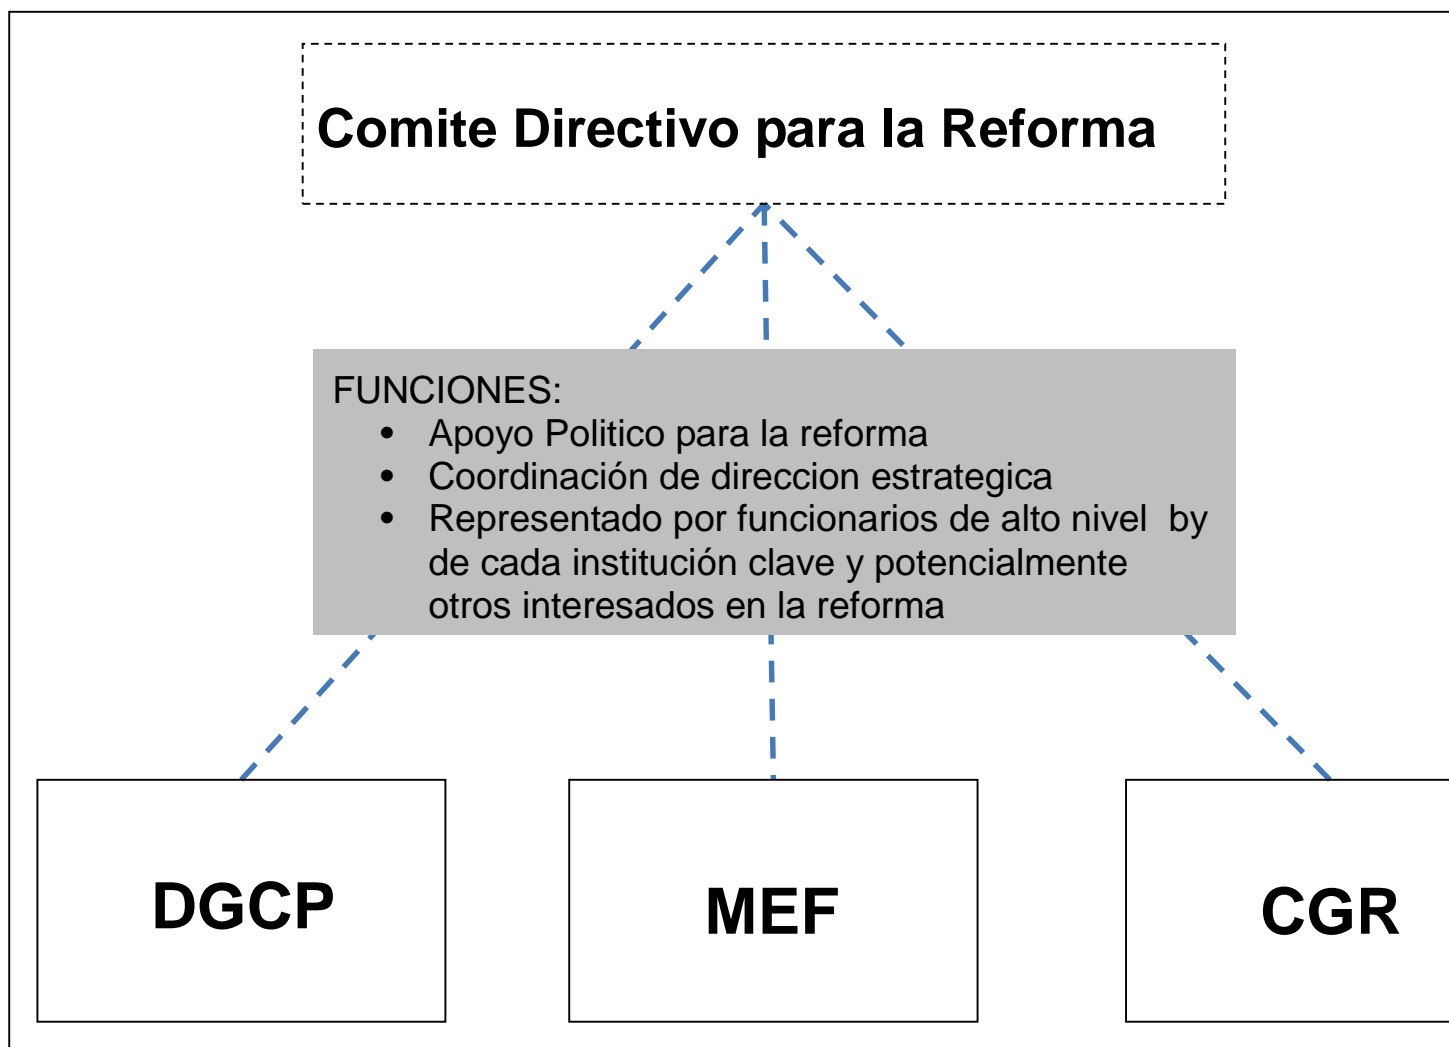 Comite Directivo para la Reforma
FUNCIONES:
• Apoyo Politico para la reforma
• Coordinación de direccion estrategica
• Representado por funcionarios de alto nivel  by
de cada institución clave y potencialmente
otros interesados en la reforma
DGCP
MEF
CGR